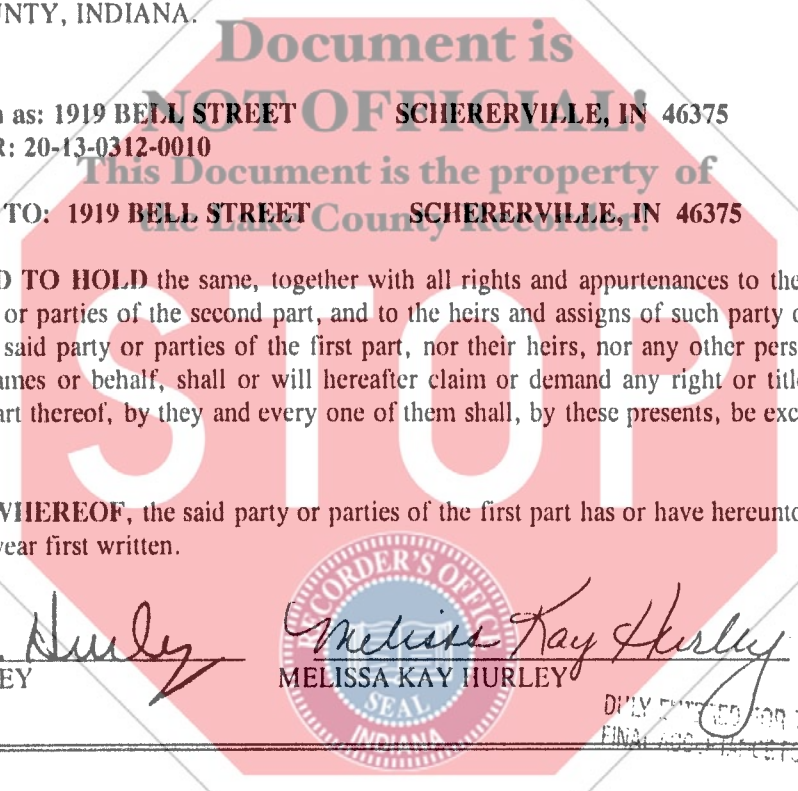 UNTY, INDIANA.
Document is
NOT OFFICIAL!
as: 1919 BELL STREET SCHERERVILLE, IN 46375
R: 20-13-0312-0010
This Document is the property of
the Lake County Recorder!
TO: 1919 BELL STREET SCHERERVILLE, IN 46375
D TO HOLD the same, together with all rights and appurtenances to the
or parties of the second part, and to the heirs and assigns of such party
said party or parties of the first part, nor their heirs, nor any other pers
ames or behalf, shall or will hereafter claim or demand any right or title
art thereof, by they and every one of them shall, by these presents, be exc
STOP
WHEREOF, the said party or parties of the first part has or have hereunto
year first written.
Hurley Melissa Kay Hurley
EY MELISSA KAY HURLEY
RECORDER'S OFFICE
SEAL
INDIANA
DULY ENTERED FOR
FINAL